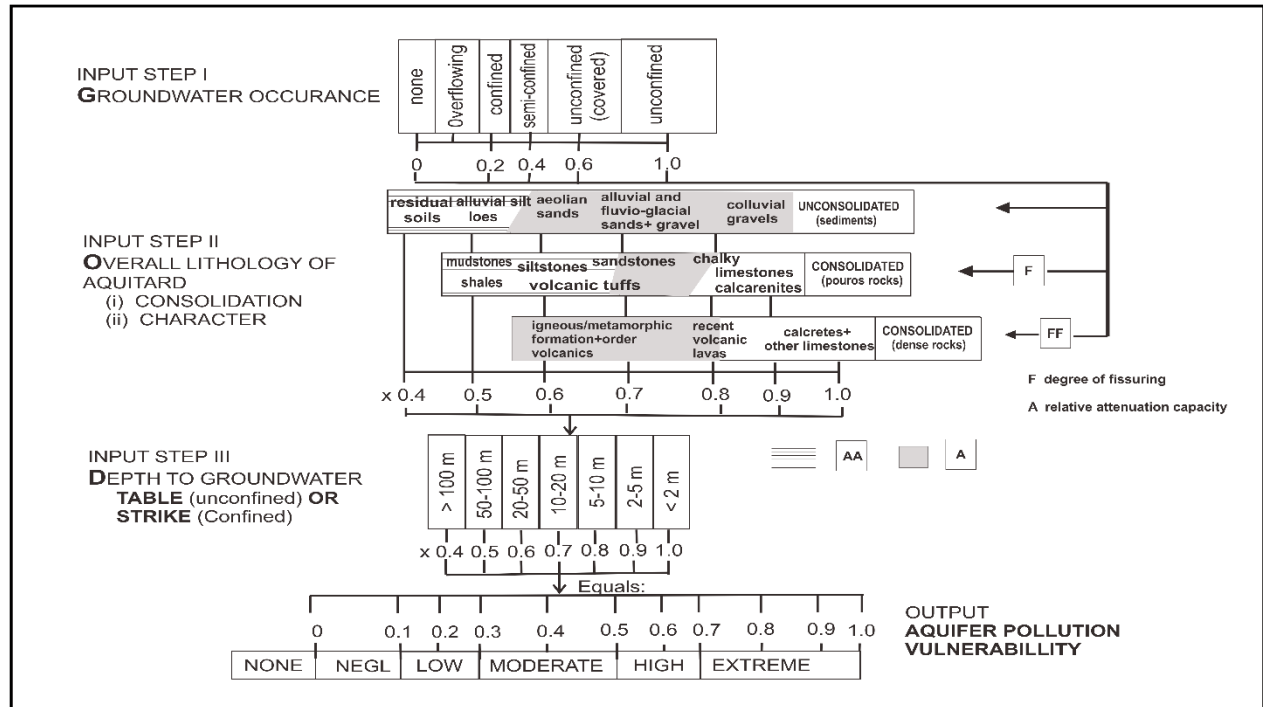 INPUT STEP I
GROUNDWATER OCCURANCE
none
0verflowing
confined
semi-confined
unconfined
(covered)
unconfined
0 0.2 0.4 0.6 1.0
INPUT STEP II
OVERALL LITHOLOGY OF
AQUITARD
(i) CONSOLIDATION
(ii) CHARACTER
residual
soils
alluvial silt
loes
aeolian
sands
alluvial and
fluvio-glacial
sands+ gravel
colluvial
gravels
UNCONSOLIDATED
(sediments)
mudstones
shales
siltstones
sandstones
volcanic tuffs
chalky
limestones
calcarenites
CONSOLIDATED
(pouros rocks)
F
igneous/metamorphic
formation+order
volcanics
recent
volcanic
lavas
calcretes+
other limestones
CONSOLIDATED
(dense rocks)
FF
x 0.4 0.5 0.6 0.7 0.8 0.9 1.0
F degree of fissuring
A relative attenuation capacity
AA
A
INPUT STEP III
DEPTH TO GROUNDWATER
TABLE (unconfined) OR
STRIKE (Confined)
> 100 m
50-100 m
20-50 m
10-20 m
5-10 m
2-5 m
< 2 m
x 0.4 0.5 0.6 0.7 0.8 0.9 1.0
Equals:
0 0.1 0.2 0.3 0.4 0.5 0.6 0.7 0.8 0.9 1.0
NONE NEGL LOW MODERATE HIGH EXTREME
OUTPUT
AQUIFER POLLUTION
VULNERABILLITY